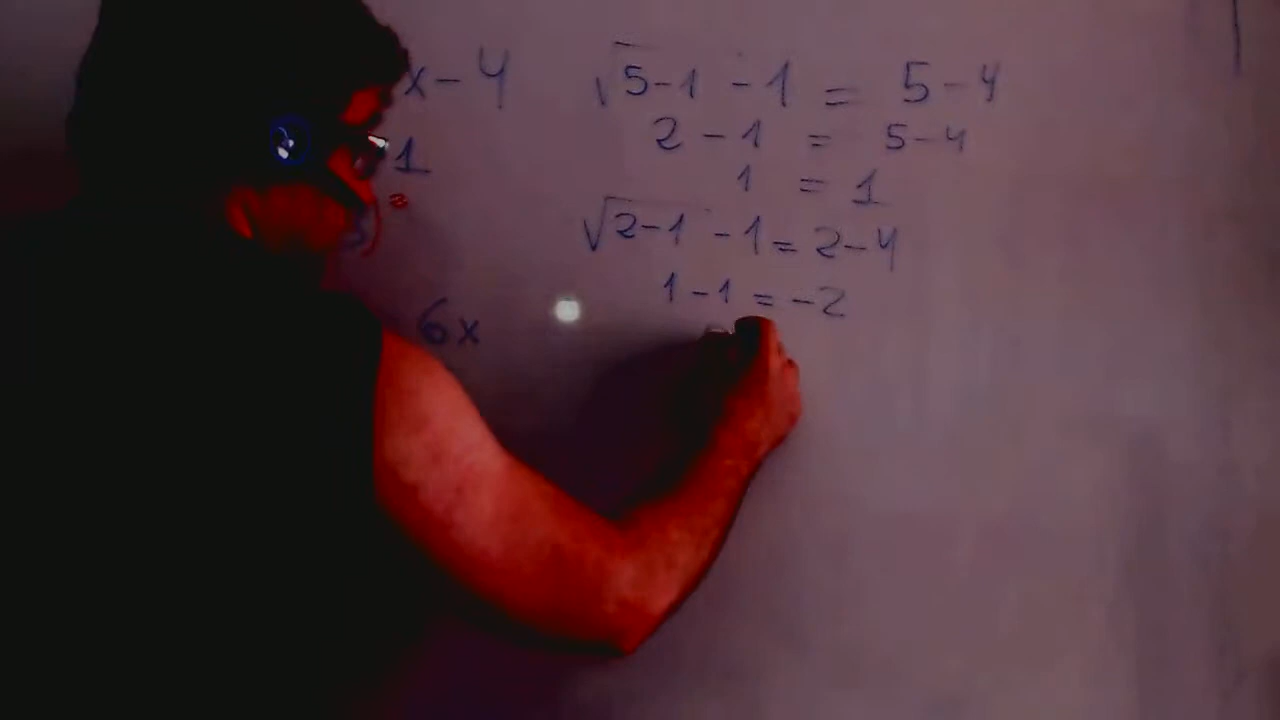 x-4
1
6x
√5-1 -1 = 5-4
2-1 = 5-4
1 = 1
√2-1 -1 = 2-4
1-1 = -2